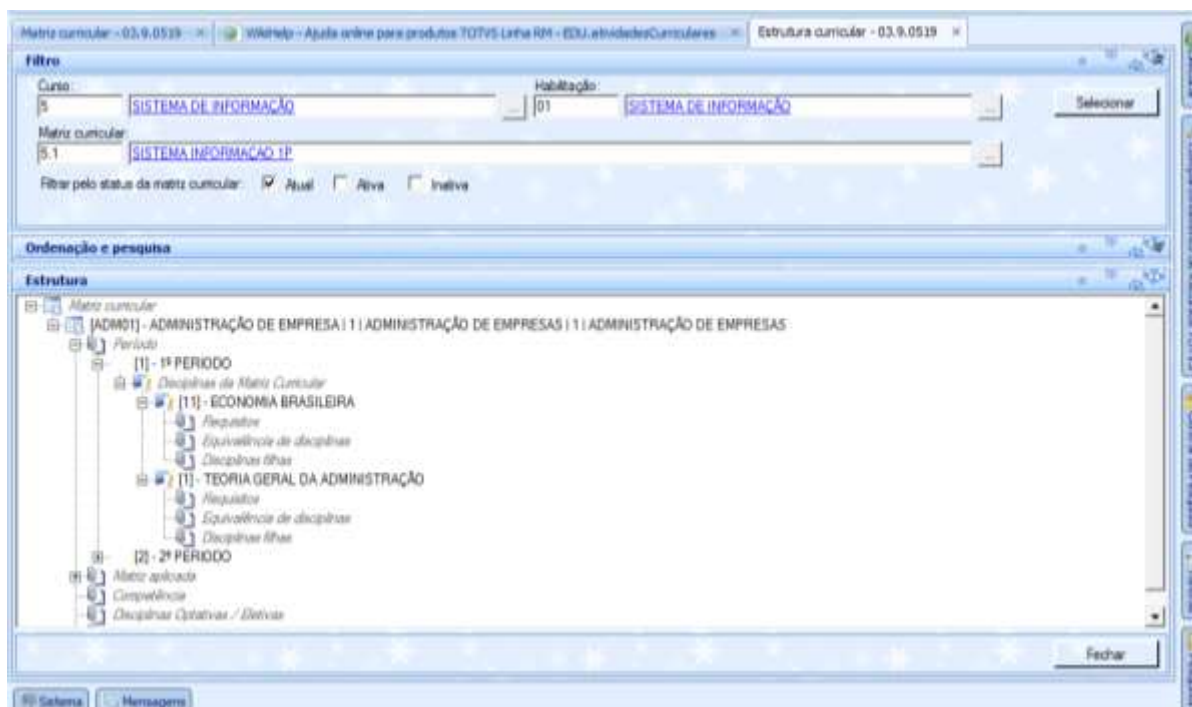 Matriz curricular - 03.9.0519 WikiHelp - Ajuda online para produtos TOTVS Linha RM - EDU.atividadesCurriculares Estrutura curricular - 03.9.0519
Filtro
Curso: Habilitação:
5 SISTEMA DE INFORMAÇÃO ... 01 SISTEMA DE INFORMAÇÃO ... Selecionar
Matriz curricular:
5.1 SISTEMA INFORMACAO 1P ...
Filtrar pelo status da matriz curricular: Atual Ativa Inativa
Ordenação e pesquisa
Estrutura
Matriz curricular
[ADM01] - ADMINISTRAÇÃO DE EMPRESA | 1 | ADMINISTRAÇÃO DE EMPRESAS | 1 | ADMINISTRAÇÃO DE EMPRESAS
Período
[1] - 1º PERIODO
Disciplinas da Matriz Curricular
[11] - ECONOMIA BRASILEIRA
Requisitos
Equivalência de disciplinas
Disciplinas filhas
[1] - TEORIA GERAL DA ADMINISTRAÇÃO
Requisitos
Equivalência de disciplinas
Disciplinas filhas
[2] - 2º PERIODO
Matriz aplicada
Competência
Disciplinas Optativas / Eletivas
Fechar
Sistema Mensagens